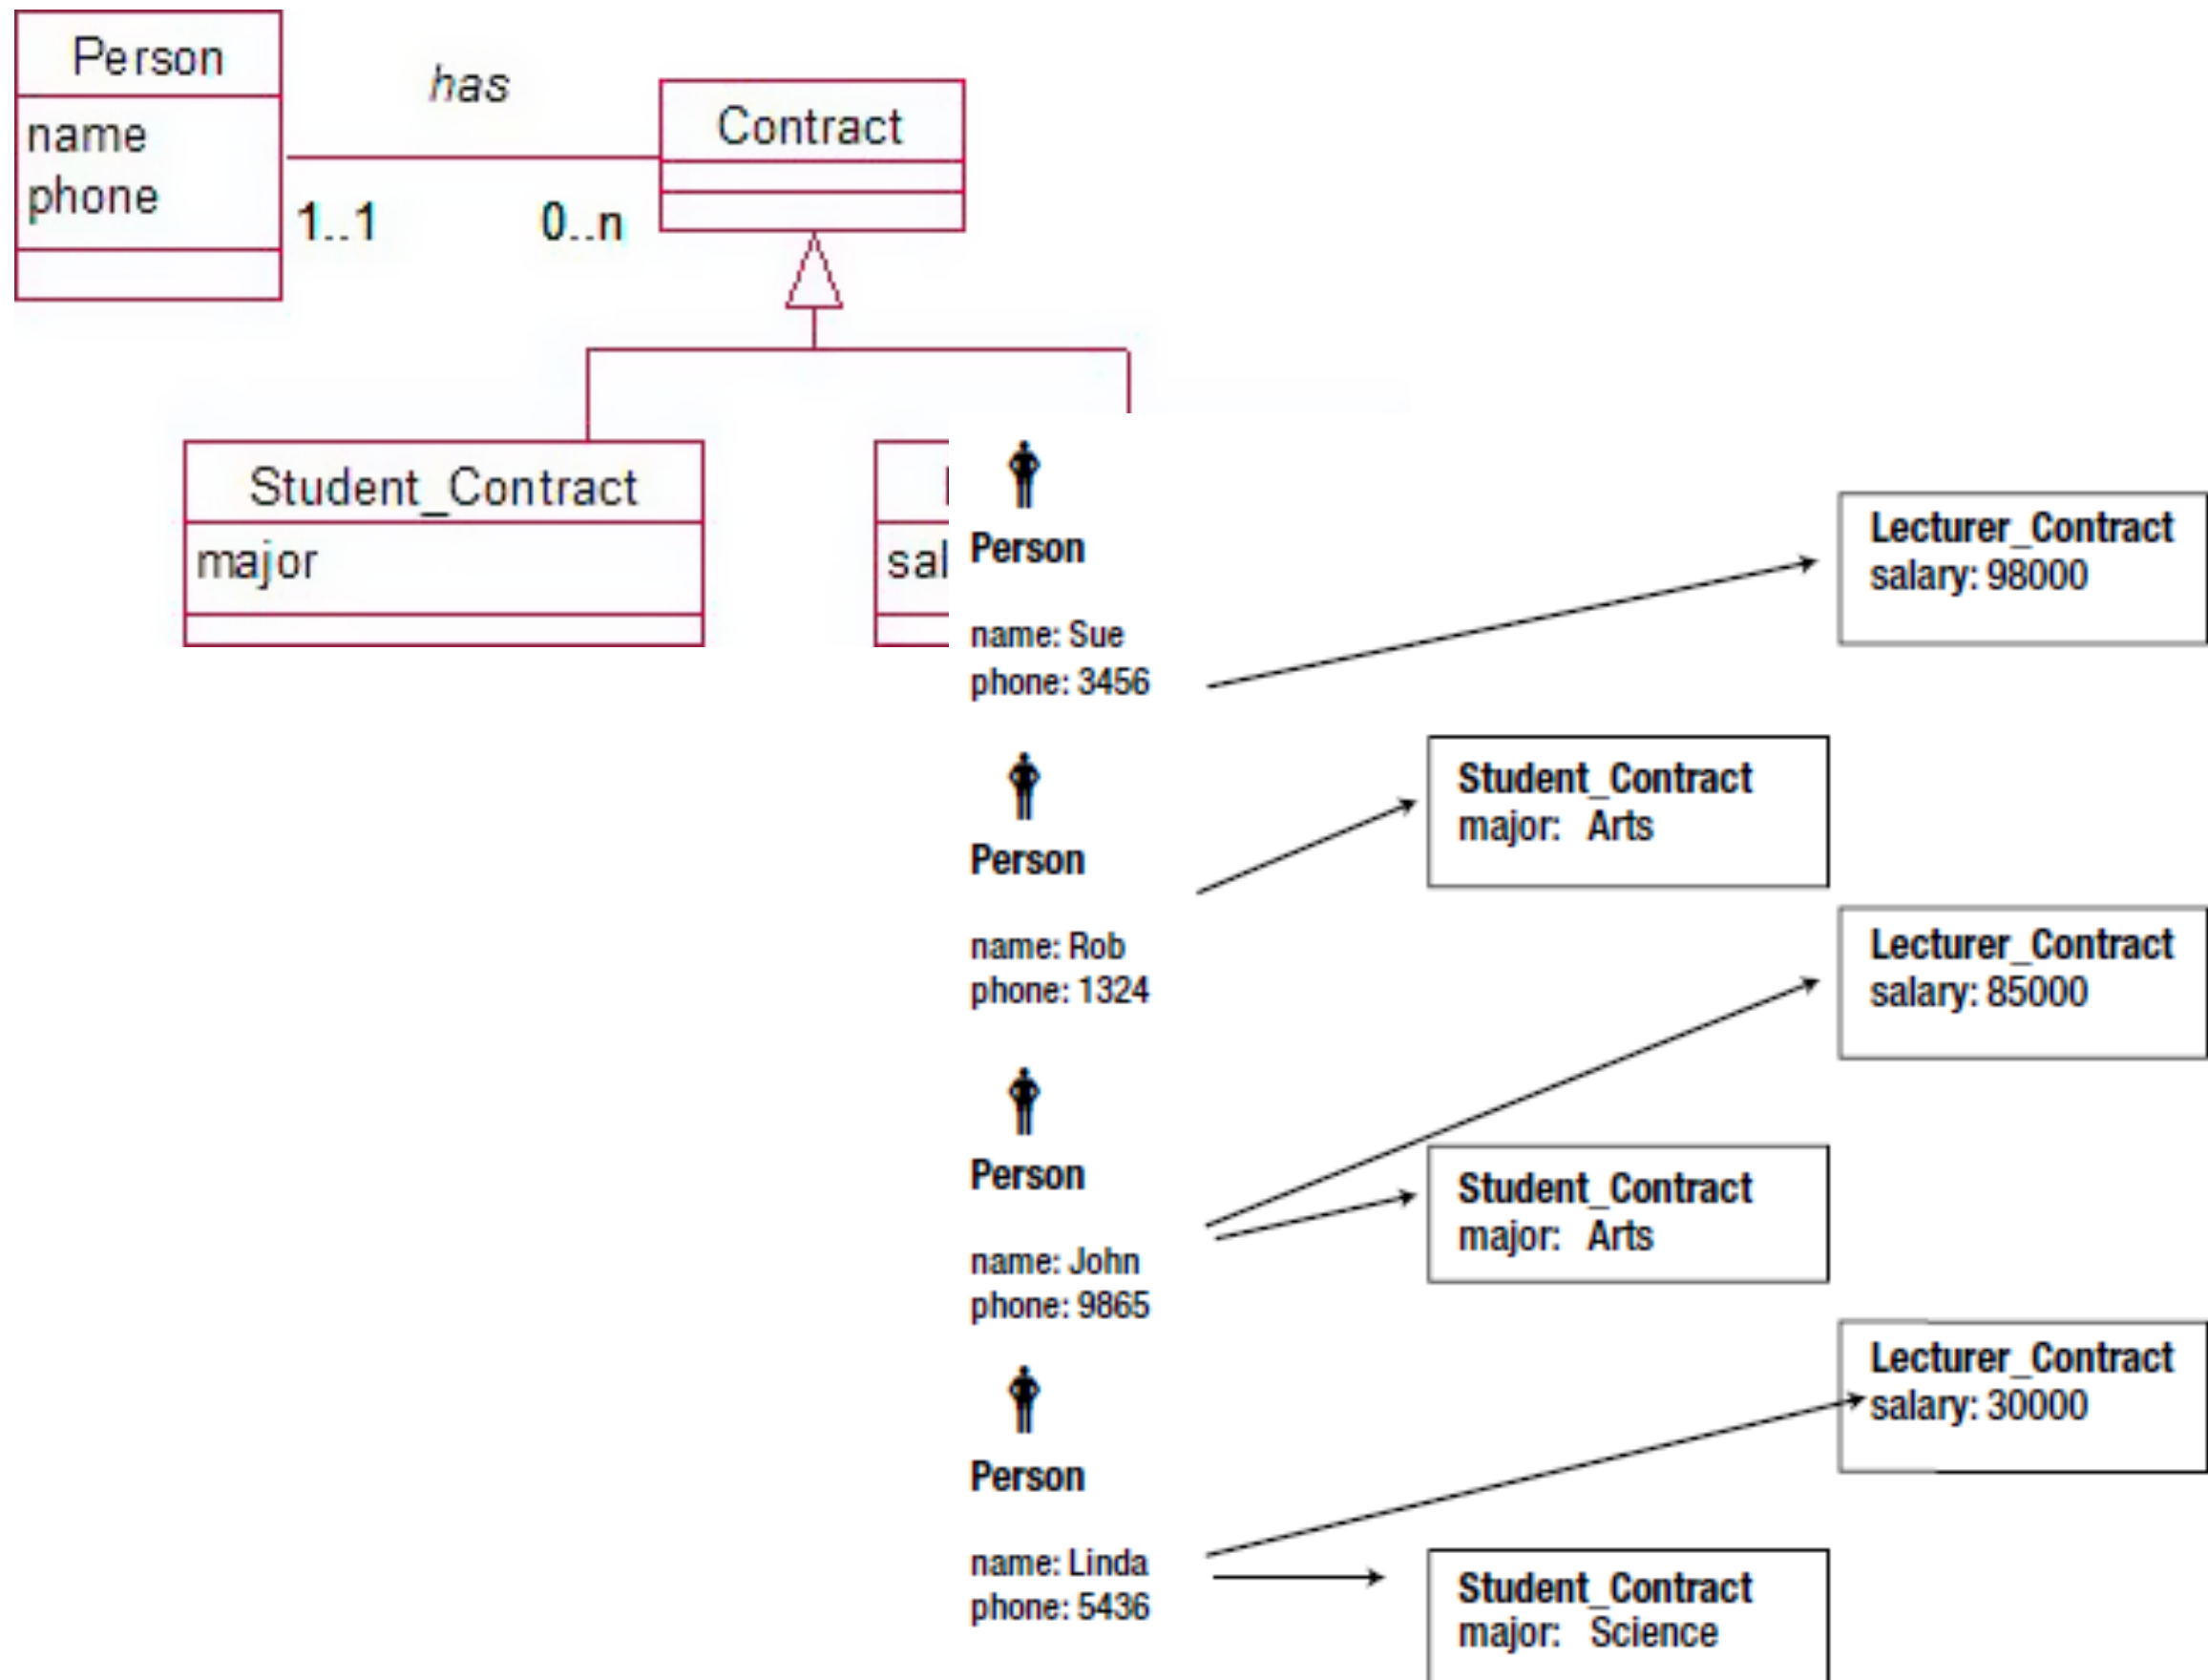 Person
name
phone
has
1..1
0..n
Contract
Student_Contract
major
sal
Person
name: Sue
phone: 3456
Lecturer_Contract
salary: 98000
Person
name: Rob
phone: 1324
Student_Contract
major: Arts
Lecturer_Contract
salary: 85000
Person
name: John
phone: 9865
Student_Contract
major: Arts
Lecturer_Contract
salary: 30000
Person
name: Linda
phone: 5436
Student_Contract
major: Science